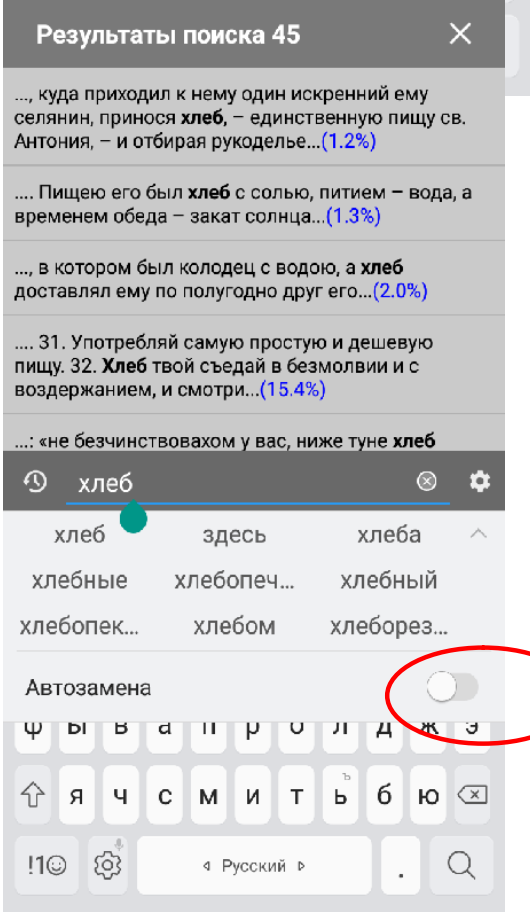 Результаты поиска 45
..., куда приходил к нему один искренний ему
селянин, принося хлеб, – единственную пищу св.
Антония, – и отбирая рукоделье...(1.2%)
.... Пищею его был хлеб с солью, питием – вода, а
временем обеда – закат солнца...(1.3%)
..., в котором был колодец с водою, а хлеб
доставлял ему по полугодно друг его...(2.0%)
.... 31. Употребляй самую простую и дешевую
пищу. 32. Хлеб твой съедай в безмолвии и с
воздержанием, и смотри...(15.4%)
...: «не безчинствовахом у вас, ниже туне хлеб
хлеб
хлеб здесь хлеба
хлебные хлебопеч... хлебный
хлебопек... хлебом хлеборез...
Автозамена
ф ы в а п р о л д ж э
я ч с м и т ь ъ б ю
!1☺ Русский .